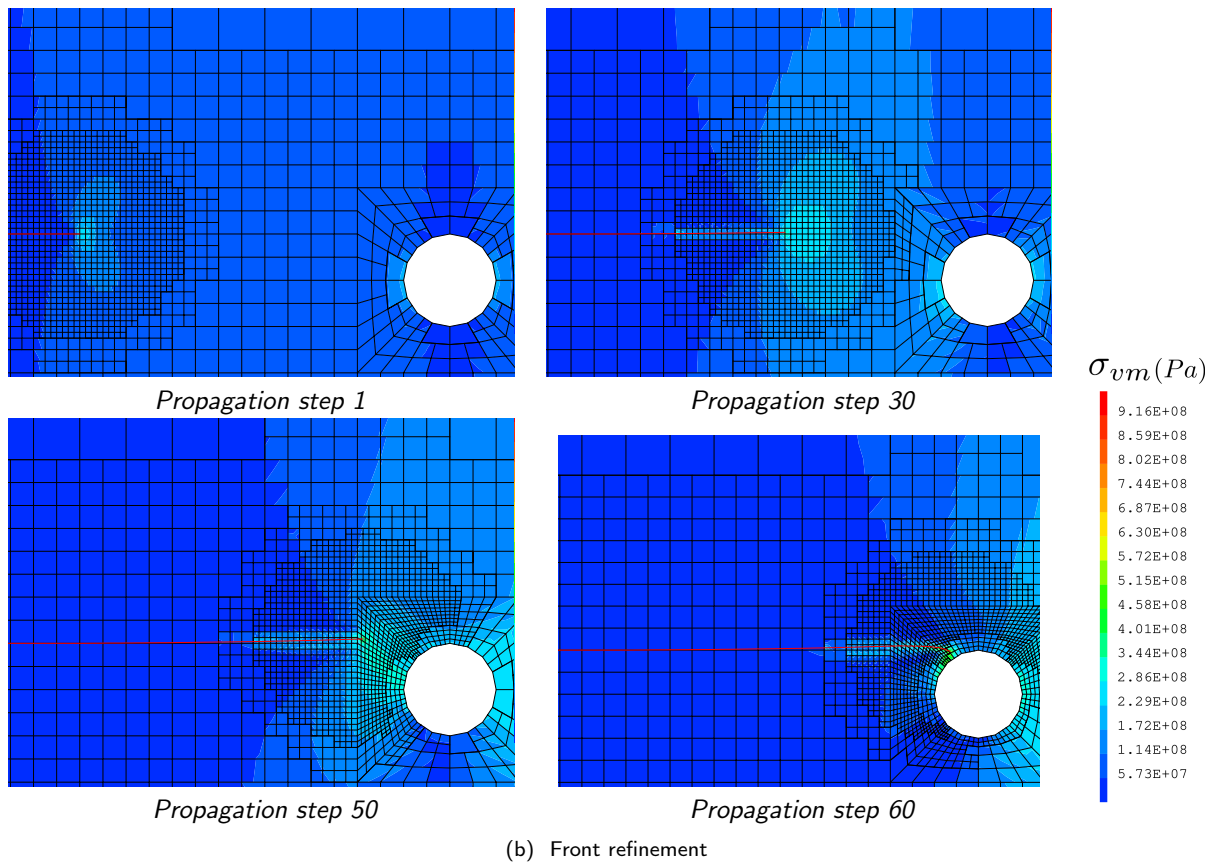 Propagation step 1
Propagation step 30
σvm(Pa)
9.16E+08
8.59E+08
8.02E+08
7.44E+08
6.87E+08
6.30E+08
5.72E+08
5.15E+08
4.58E+08
4.01E+08
3.44E+08
2.86E+08
2.29E+08
1.72E+08
1.14E+08
5.73E+07
Propagation step 50
Propagation step 60
(b) Front refinement